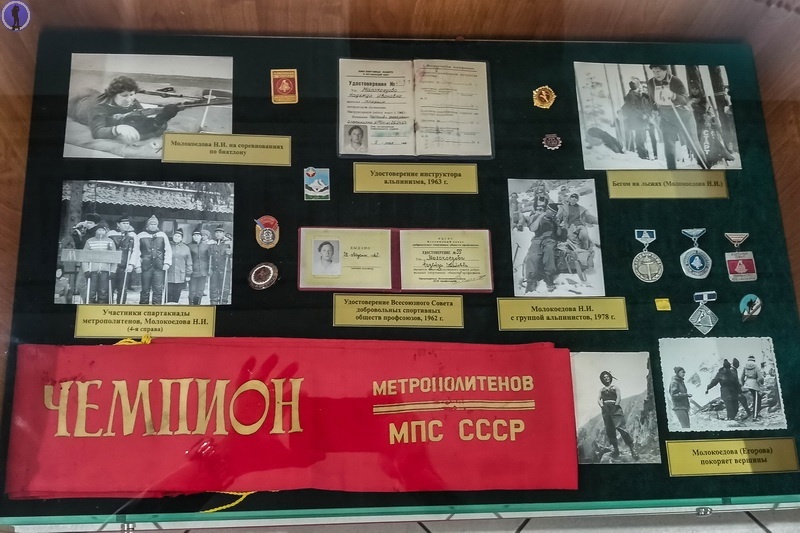 Молокоедова Н.И. на соревнованиях
по биатлону
Удостоверение
Удостоверение инструктора
альпинизма, 1963 г.
Бегом на лыжах (Молокоедова Н.И.)
Участники спартакиады
метрополитенов, Молокоедова Н.И.
(4-я справа)
Удостоверение Всесоюзного Совета
добровольных спортивных
обществ профсоюзов, 1962 г.
Молокоедова Н.И.
с группой альпинистов, 1978 г.
ЧЕМПИОН
МЕТРОПОЛИТЕНОВ
МПС СССР
Молокоедова (Егорова)
покоряет вершины